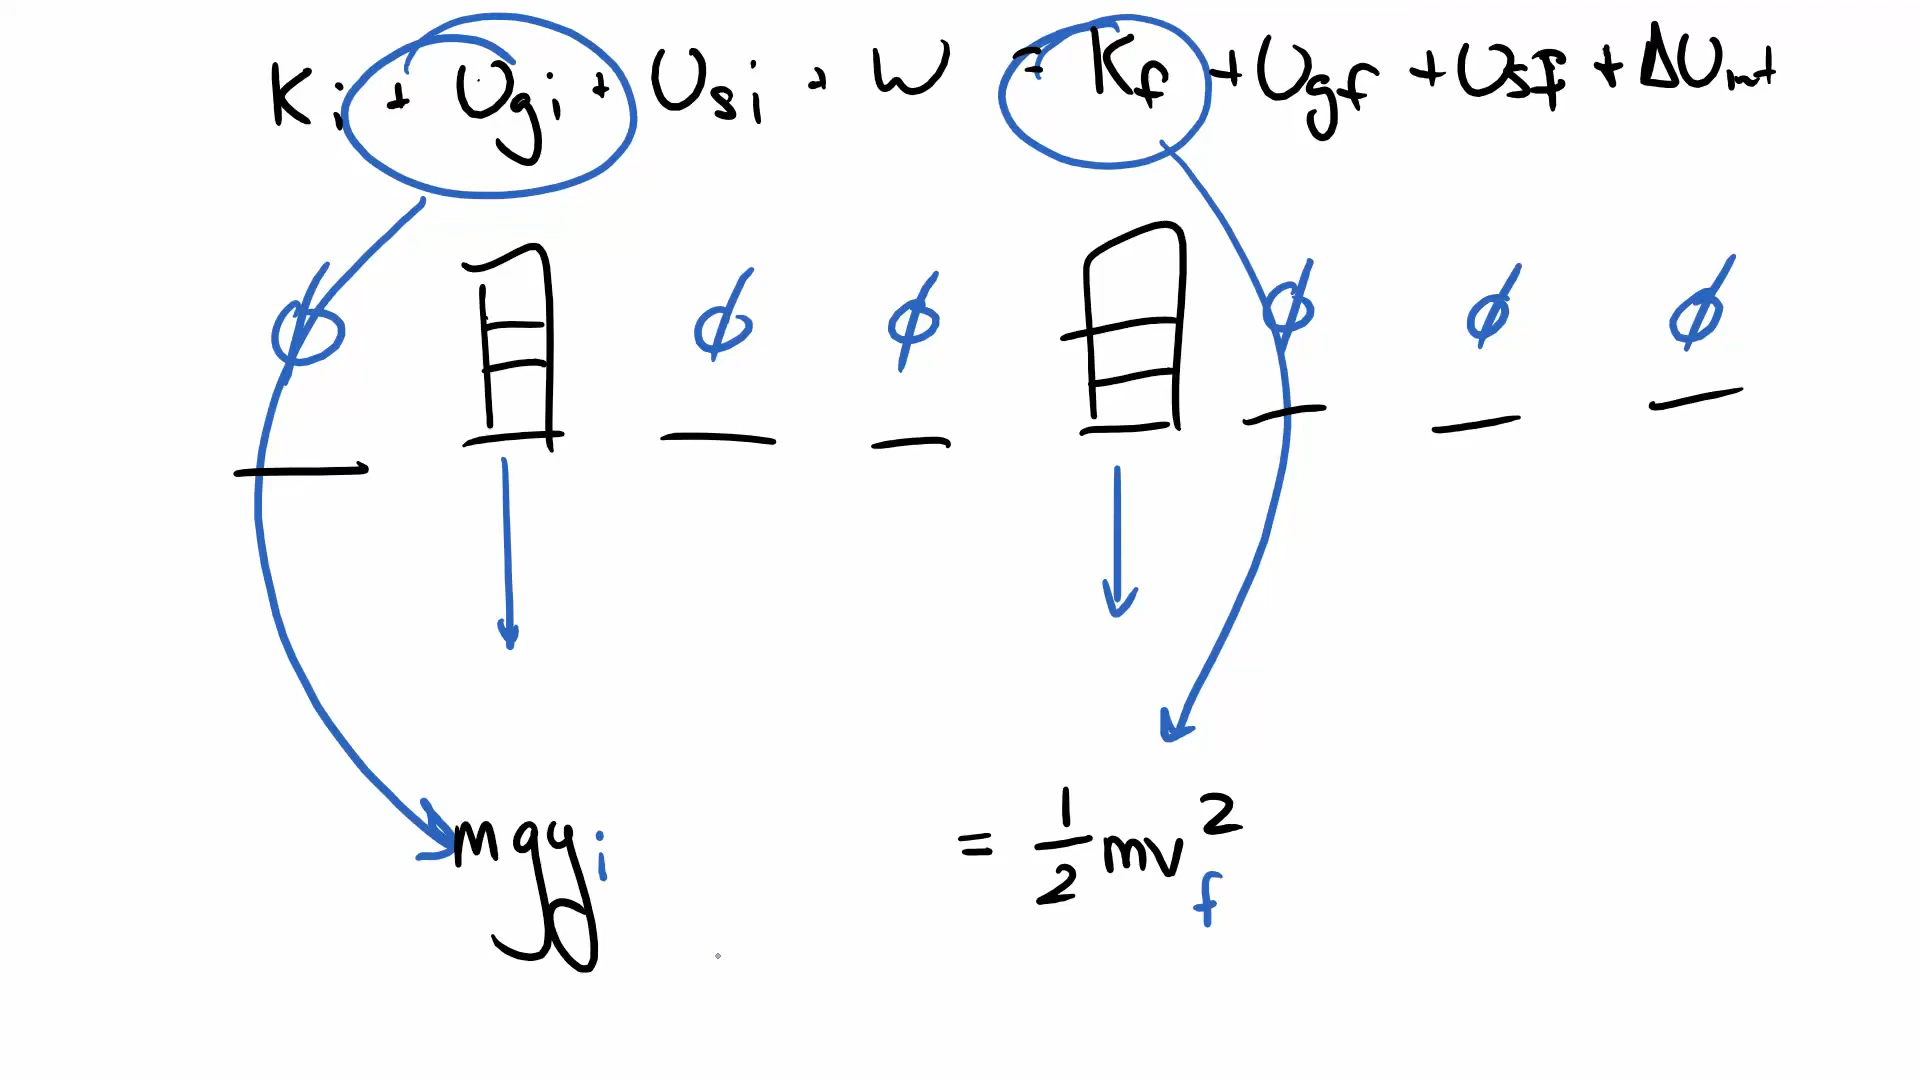 Ki + Ugi + Usi + W = Kf + Ugf + Usf + ΔUint
ϕ ϕ ϕ ϕ ϕ ϕ
mgyi = 1/2 mvf²